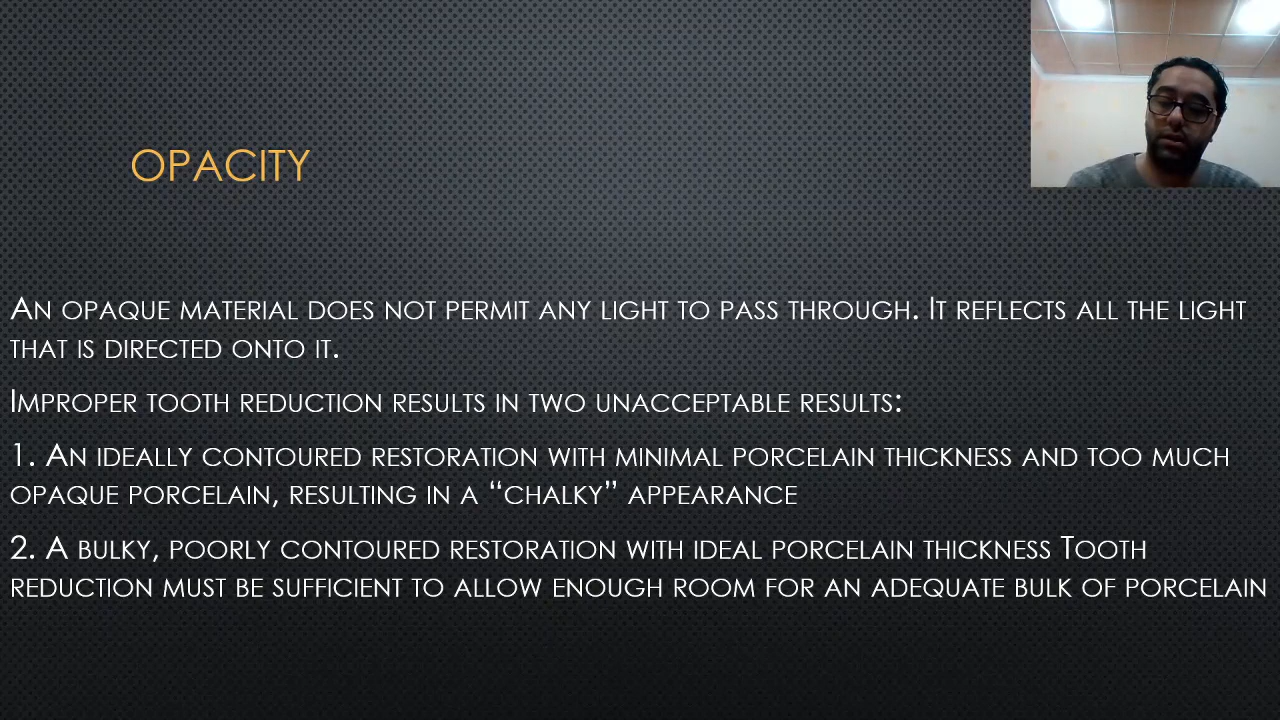 OPACITY
An opaque material does not permit any light to pass through. It reflects all the light
that is directed onto it.
Improper tooth reduction results in two unacceptable results:
1. An ideally contoured restoration with minimal porcelain thickness and too much
opaque porcelain, resulting in a “chalky” appearance
2. A bulky, poorly contoured restoration with ideal porcelain thickness Tooth
reduction must be sufficient to allow enough room for an adequate bulk of porcelain